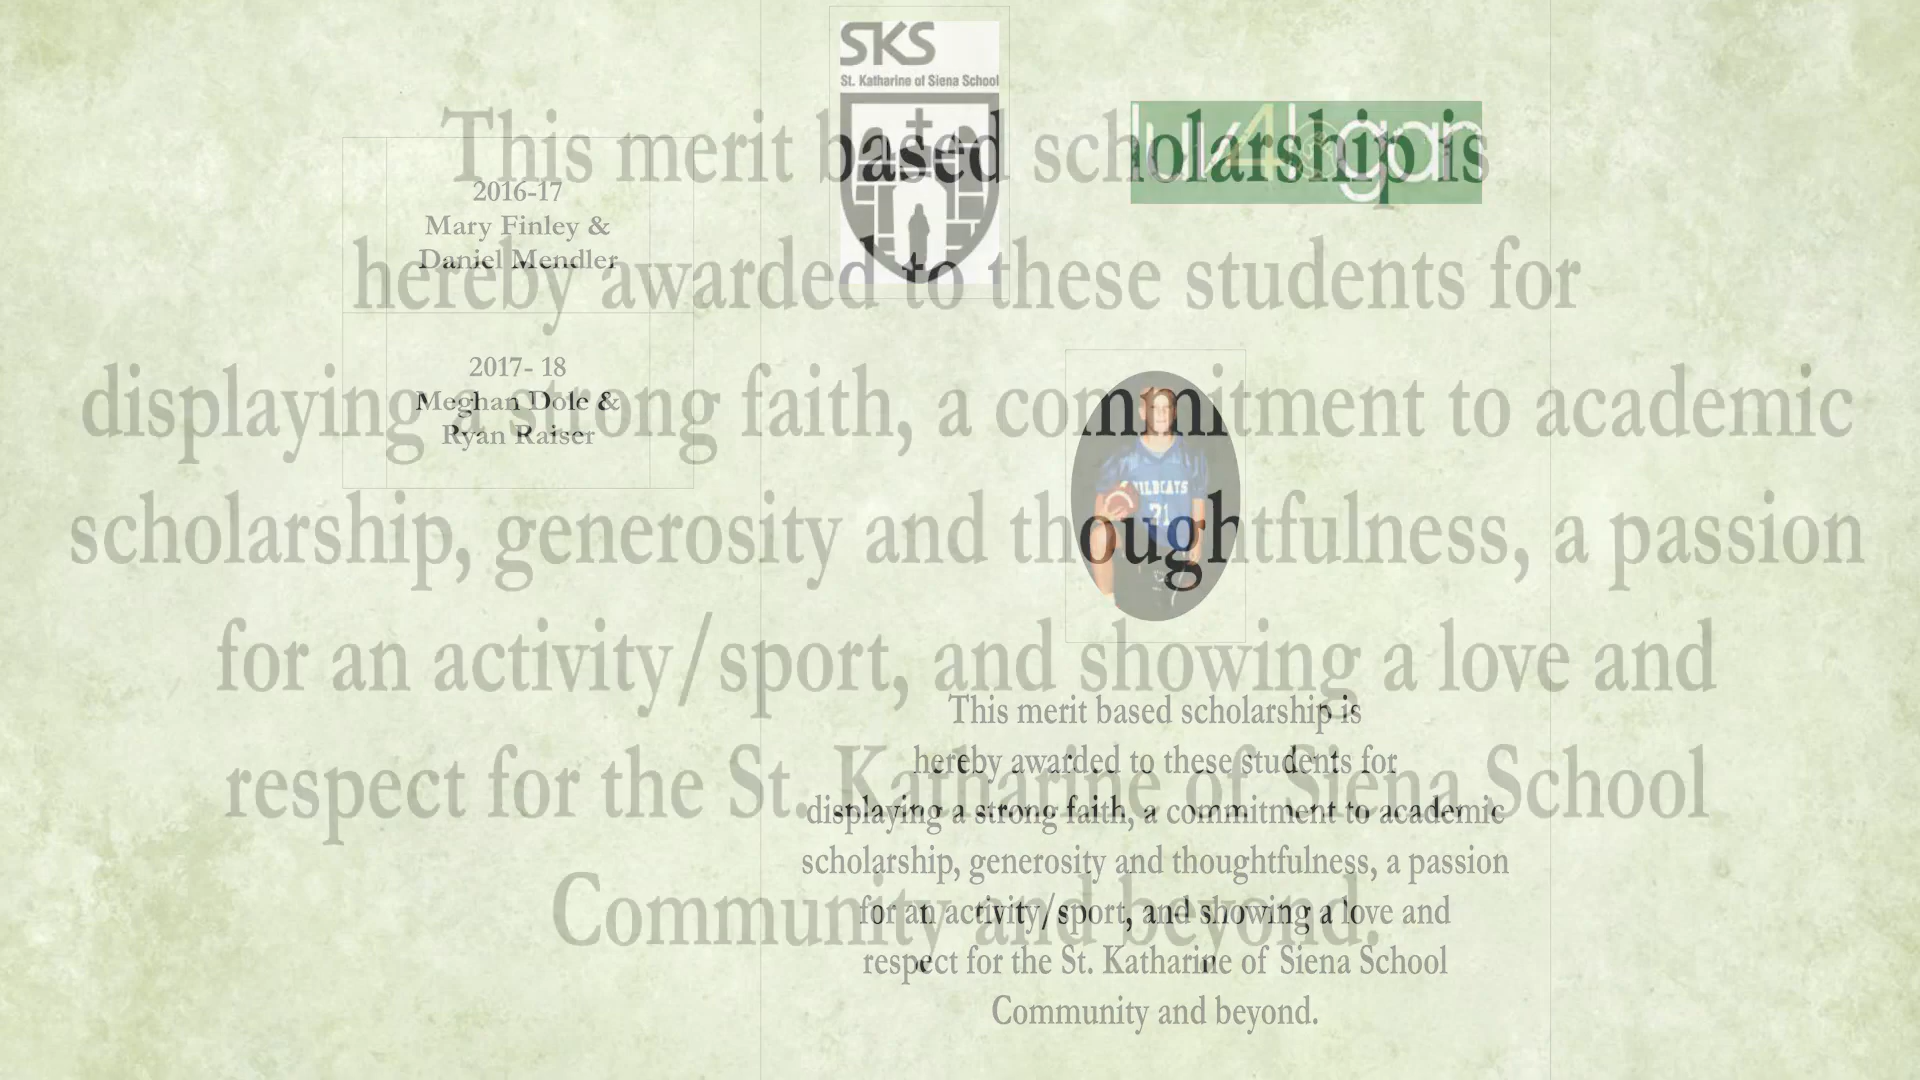 SKS
St. Katharine of Siena School
luv4hgan
2016-17
Mary Finley &
Daniel Mendler
2017- 18
Meghan Dole &
Ryan Raiser
This merit based scholarship is
hereby awarded to these students for
displaying a strong faith, a commitment to academic
scholarship, generosity and thoughtfulness, a passion
for an activity/sport, and showing a love and
respect for the St. Katharine of Siena School
Community and beyond.
WILDCATS
21
This merit based scholarship is
hereby awarded to these students for
displaying a strong faith, a commitment to academic
scholarship, generosity and thoughtfulness, a passion
for an activity/sport, and showing a love and
respect for the St. Katharine of Siena School
Community and beyond.